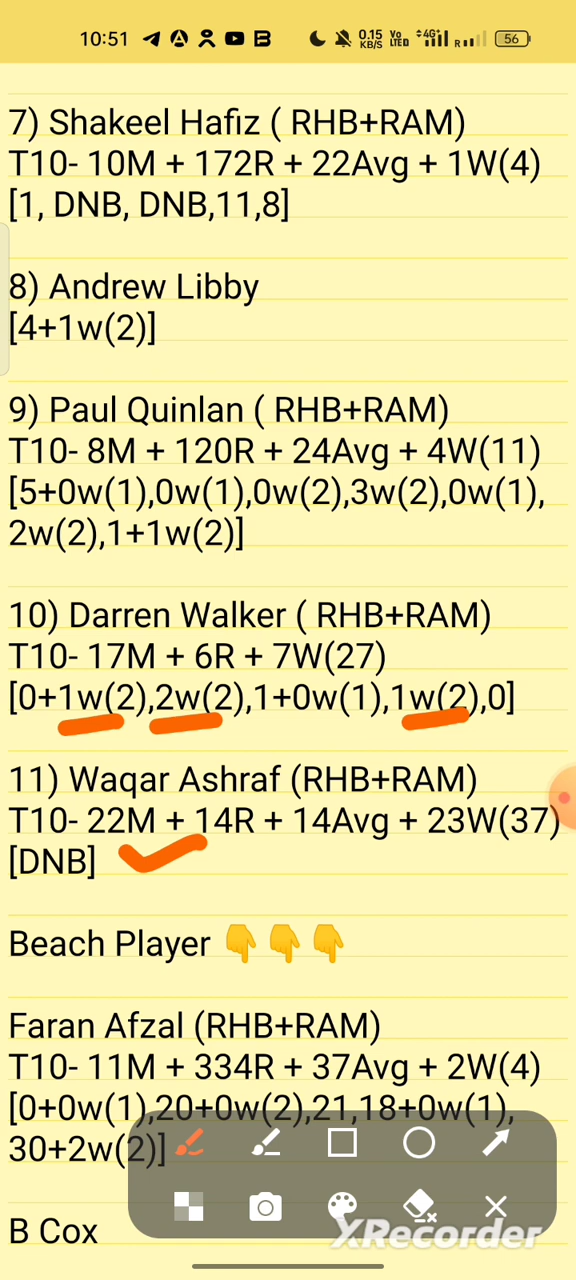 10:51 0.15 KB/S Vo LTE 4G R 56
7) Shakeel Hafiz ( RHB+RAM)
T10- 10M + 172R + 22Avg + 1W(4)
[1, DNB, DNB,11,8]
8) Andrew Libby
[4+1w(2)]
9) Paul Quinlan ( RHB+RAM)
T10- 8M + 120R + 24Avg + 4W(11)
[5+0w(1),0w(1),0w(2),3w(2),0w(1),
2w(2),1+1w(2)]
10) Darren Walker ( RHB+RAM)
T10- 17M + 6R + 7W(27)
[0+1w(2),2w(2),1+0w(1),1w(2),0]
11) Waqar Ashraf (RHB+RAM)
T10- 22M + 14R + 14Avg + 23W(37)
[DNB]
Beach Player 👇👇👇
Faran Afzal (RHB+RAM)
T10- 11M + 334R + 37Avg + 2W(4)
[0+0w(1),20+0w(2),21,18+0w(1),
30+2w(2)]
B Cox
XRecorder